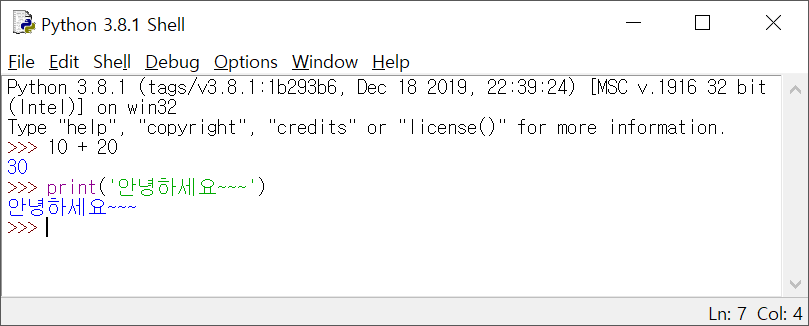 Python 3.8.1 Shell
File Edit Shell Debug Options Window Help
Python 3.8.1 (tags/v3.8.1:1b293b6, Dec 18 2019, 22:39:24) [MSC v.1916 32 bit
(Intel)] on win32
Type "help", "copyright", "credits" or "license()" for more information.
>>> 10 + 20
30
>>> print('안녕하세요~~~')
안녕하세요~~~
>>>
Ln: 7 Col: 4